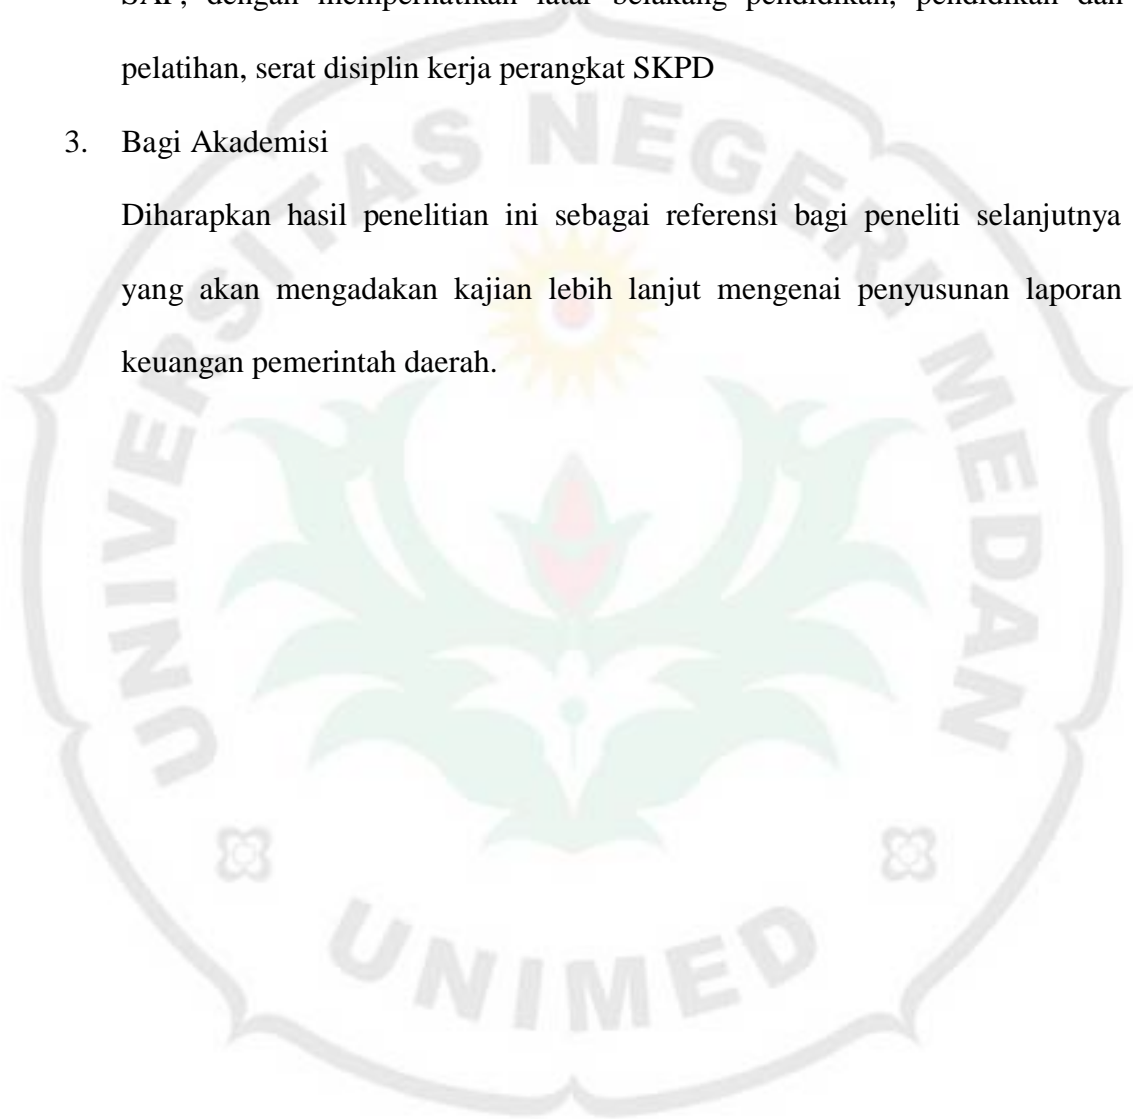 SAP, dengan memperhatikan latar belakang pendidikan, pendidikan dan
pelatihan, serat disiplin kerja perangkat SKPD
3. Bagi Akademisi
Diharapkan hasil penelitian ini sebagai referensi bagi peneliti selanjutnya
yang akan mengadakan kajian lebih lanjut mengenai penyusunan laporan
keuangan pemerintah daerah.
UNIVERSITAS NEGERI MEDAN
UNIMED